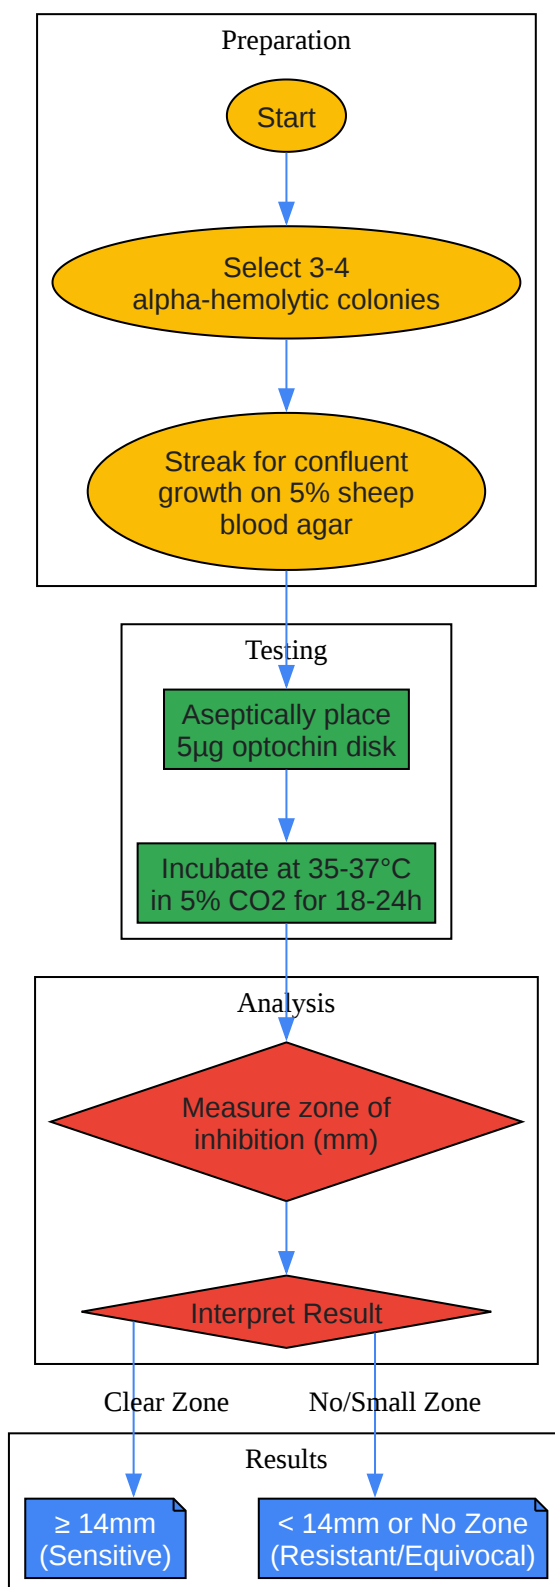 Preparation
Start
Select 3-4
alpha-hemolytic colonies
Streak for confluent
growth on 5% sheep
blood agar
Testing
Aseptically place
5µg optochin disk
Incubate at 35-37°C
in 5% CO2 for 18-24h
Analysis
Measure zone of
inhibition (mm)
Interpret Result
Clear Zone
No/Small Zone
Results
≥ 14mm
(Sensitive)
< 14mm or No Zone
(Resistant/Equivocal)